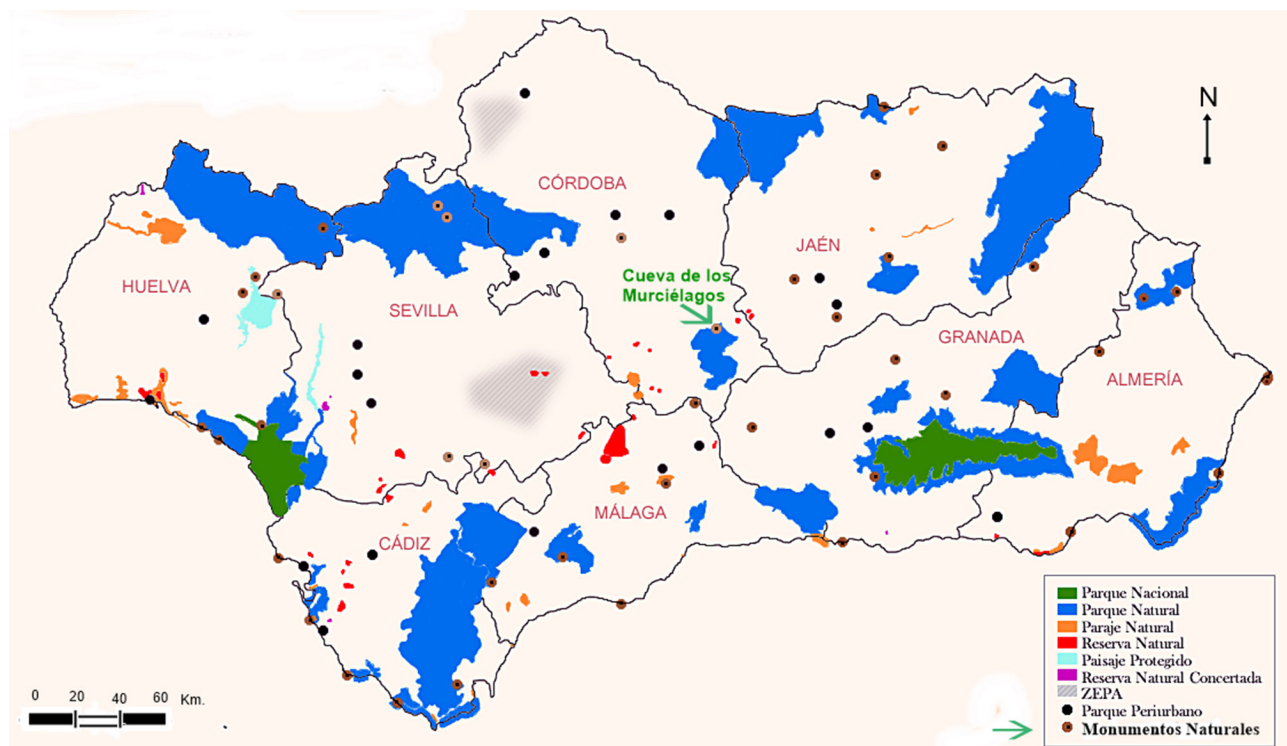 N
CÓRDOBA
JAÉN
HUELVA
SEVILLA
Cueva de los
Murciélagos
GRANADA
ALMERÍA
MÁLAGA
CÁDIZ
Parque Nacional
Parque Natural
Paraje Natural
Reserva Natural
Paisaje Protegido
Reserva Natural Concertada
ZEPA
Parque Periurbano
Monumentos Naturales
0 20 40 60 Km.